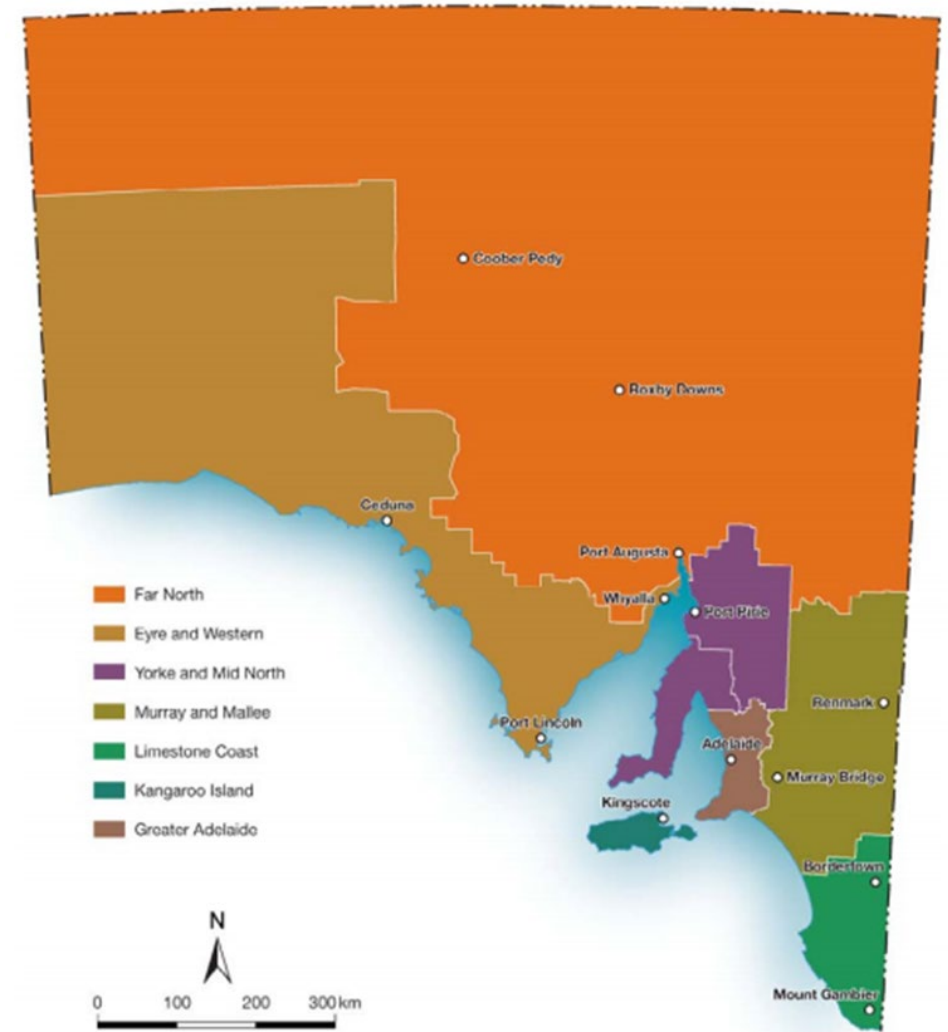 Coober Pedy
Roxby Downs
Ceduna
Port Augusta
Whyalla
Port Pirie
Far North
Eyre and Western
Yorke and Mid North
Murray and Mallee
Limestone Coast
Kangaroo Island
Greater Adelaide
Renmark
Port Lincoln
Adelaide
Murray Bridge
Kingscote
Bordertown
Mount Gambier
N
0 100 200 300 km